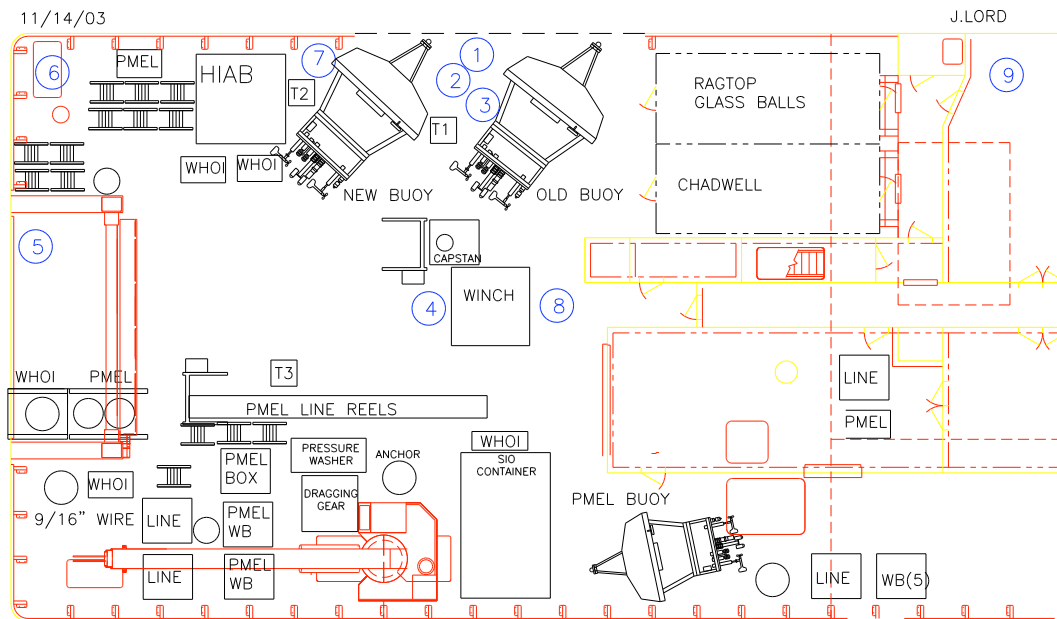 11/14/03
J.LORD
6
PMEL
HIAB
7
1
2
3
9
T2
T1
RAGTOP
GLASS BALLS
WHOI
WHOI
NEW BUOY
OLD BUOY
CHADWELL
5
CAPSTAN
4
WINCH
8
WHOI
PMEL
T3
PMEL LINE REELS
LINE
PMEL
WHOI
PRESSURE
WASHER
ANCHOR
SIO
CONTAINER
PMEL
BOX
WHOI
DRAGGING
GEAR
PMEL BUOY
9/16" WIRE
LINE
PMEL
WB
LINE
PMEL
WB
LINE
WB(5)